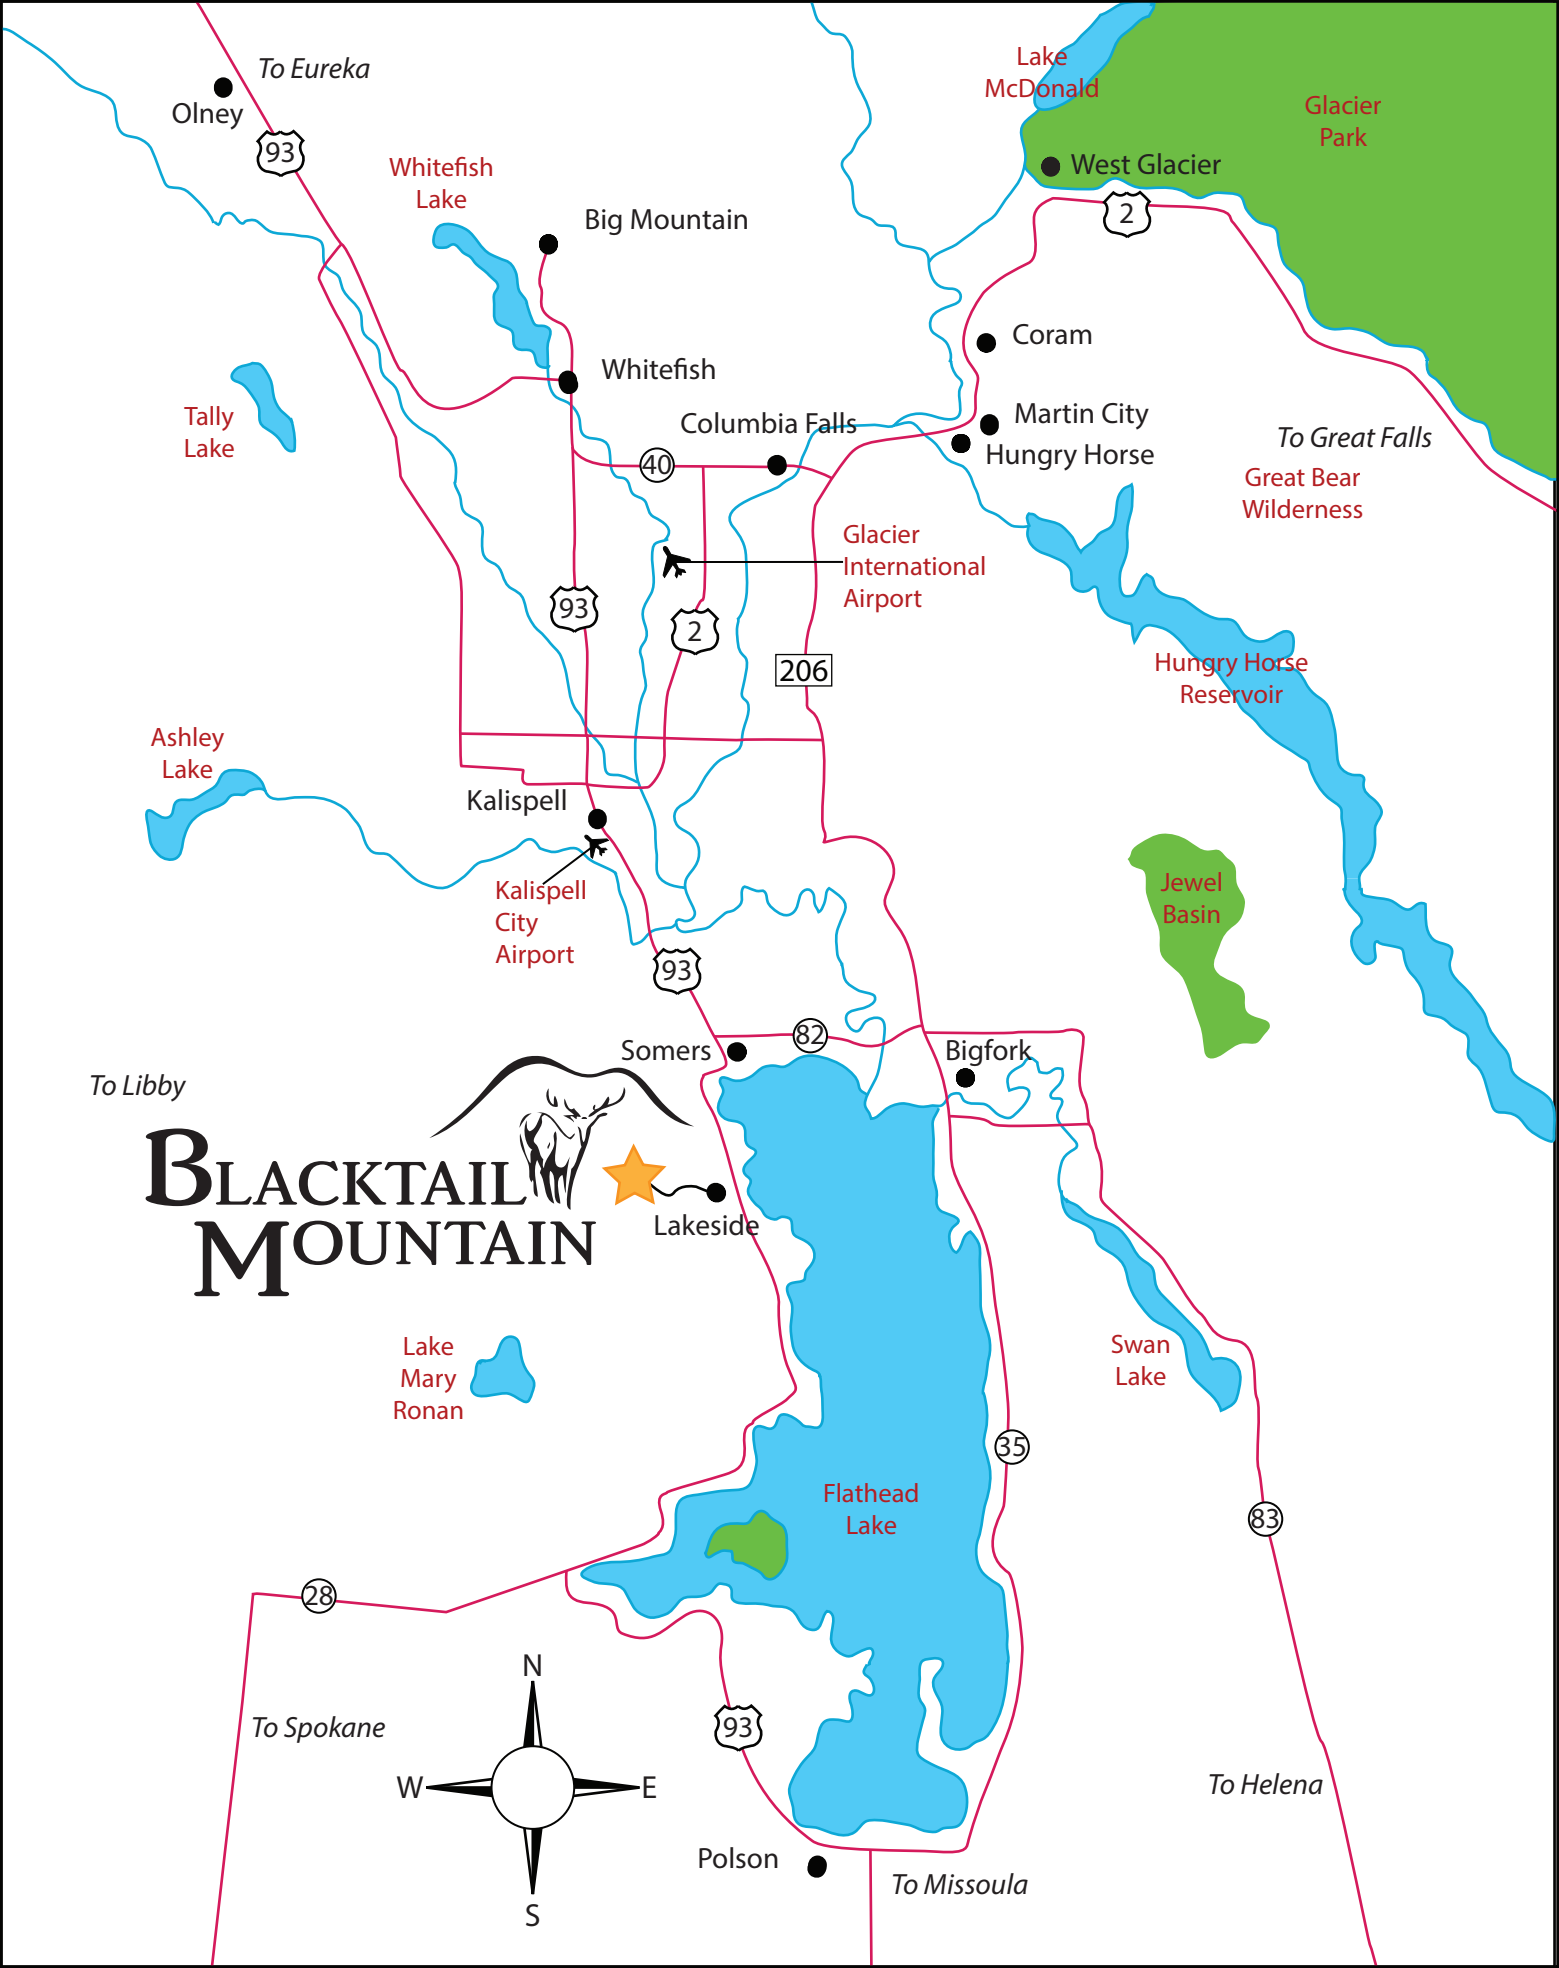 To Eureka
Olney
93
Whitefish
Lake
Big Mountain
Lake
McDonald
Glacier
Park
West Glacier
2
Coram
Whitefish
Tally
Lake
Columbia Falls
Martin City
Hungry Horse
To Great Falls
Great Bear
Wilderness
40
Glacier
International
Airport
93
2
206
Hungry Horse
Reservoir
Ashley
Lake
Kalispell
Kalispell
City
Airport
Jewel
Basin
93
82
Somers
Bigfork
To Libby
BLACKTAIL
MOUNTAIN
Lakeside
Lake
Mary
Ronan
Swan
Lake
35
Flathead
Lake
83
28
N
W
E
S
To Spokane
93
To Helena
Polson
To Missoula